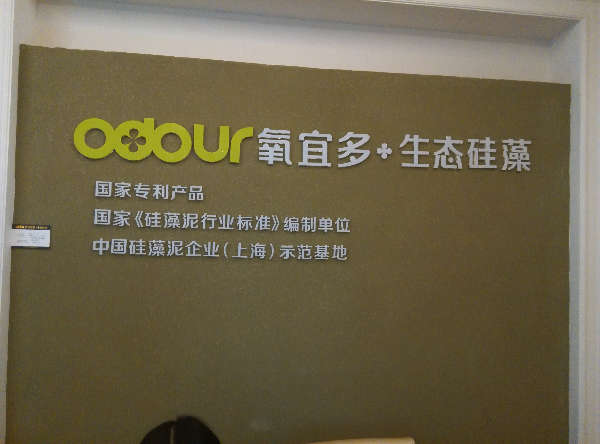 odour氧宜多+生态硅藻
国家专利产品
国家《硅藻泥行业标准》编制单位
中国硅藻泥企业(上海)示范基地